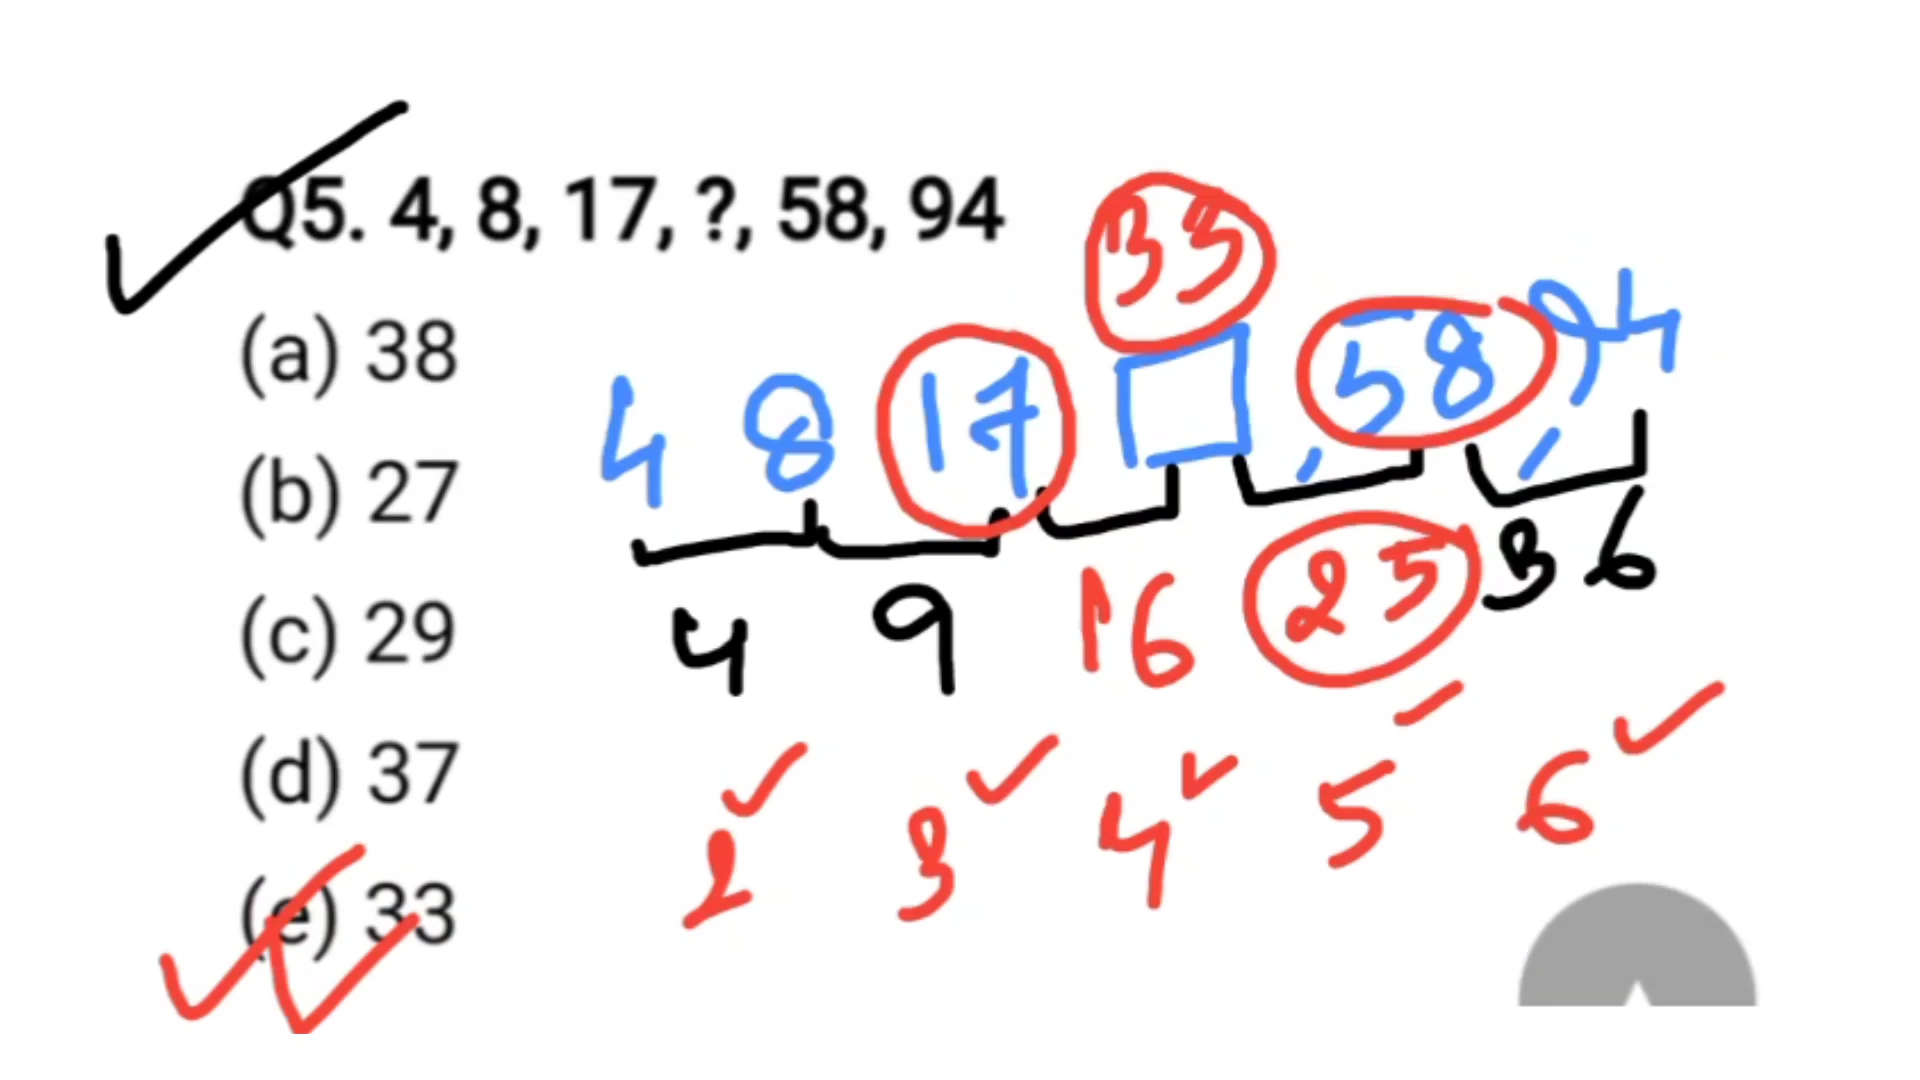 Q5. 4, 8, 17, ?, 58, 94
33
(a) 38
4 8 17 58 94
(b) 27
4 9 16 25 36
(c) 29
(d) 37
2 3 4 5 6
(e) 33